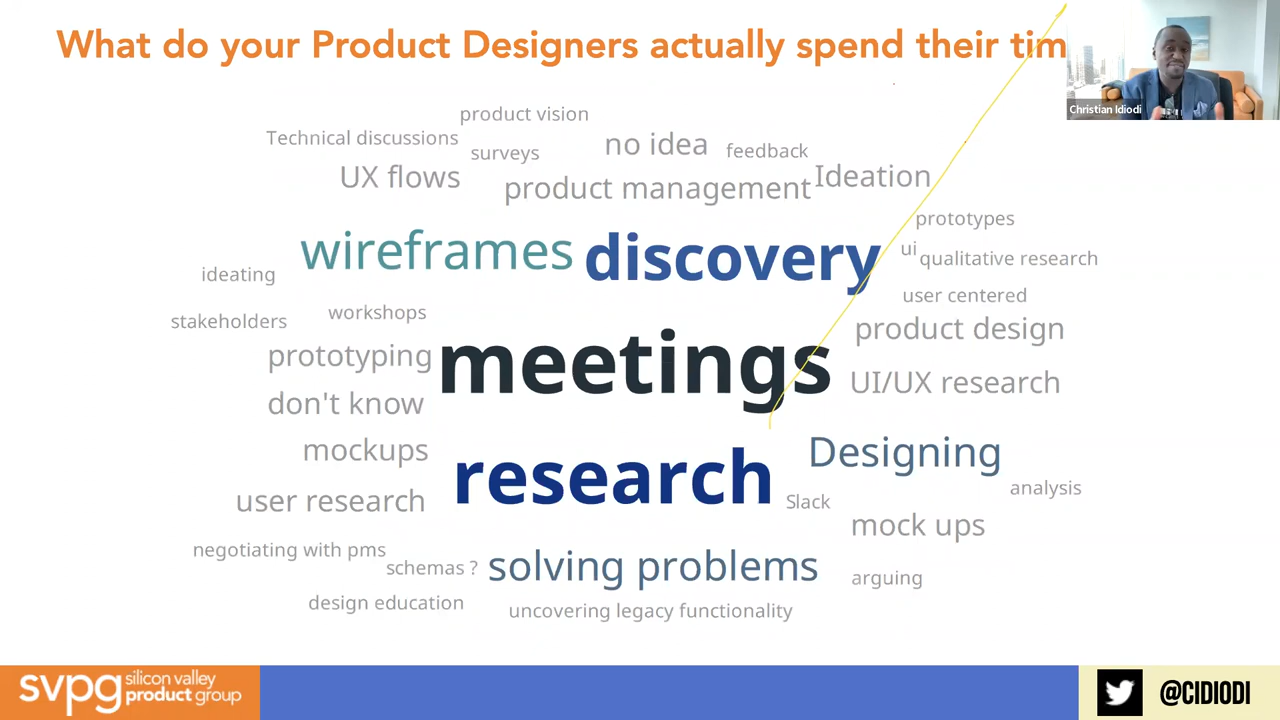 What do your Product Designers actually spend their tim
Christian Idiodi
product vision
Technical discussions
surveys
no idea
feedback
UX flows
product management
Ideation
prototypes
wireframes
discovery
ui
qualitative research
ideating
user centered
stakeholders
workshops
product design
prototyping
meetings
UI/UX research
don't know
mockups
Designing
research
user research
Slack
analysis
mock ups
negotiating with pms
schemas ?
solving problems
arguing
design education
uncovering legacy functionality
svpg silicon valley
product group
@CIDIODI